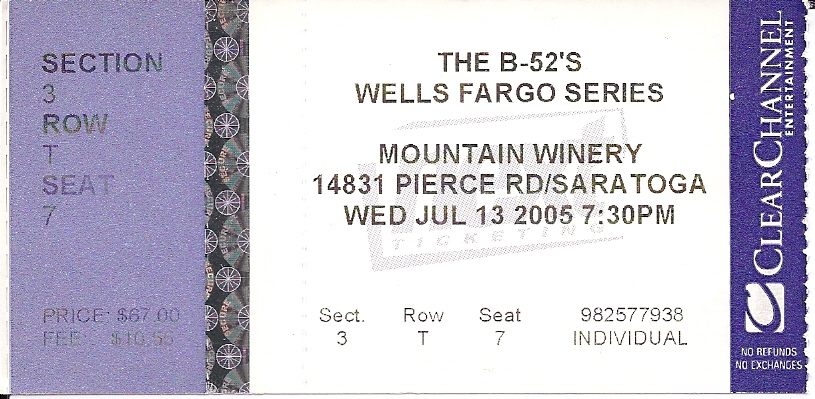 SECTION
3
ROW
T
SEAT
7
PRICE: $67.00
FEE: $10.55
THE B-52'S
WELLS FARGO SERIES
MOUNTAIN WINERY
14831 PIERCE RD/SARATOGA
WED JUL 13 2005 7:30PM
TICKETING
Sect. Row Seat 982577938
3 T 7 INDIVIDUAL
CLEARCHANNEL
ENTERTAINMENT
NO REFUNDS
NO EXCHANGES